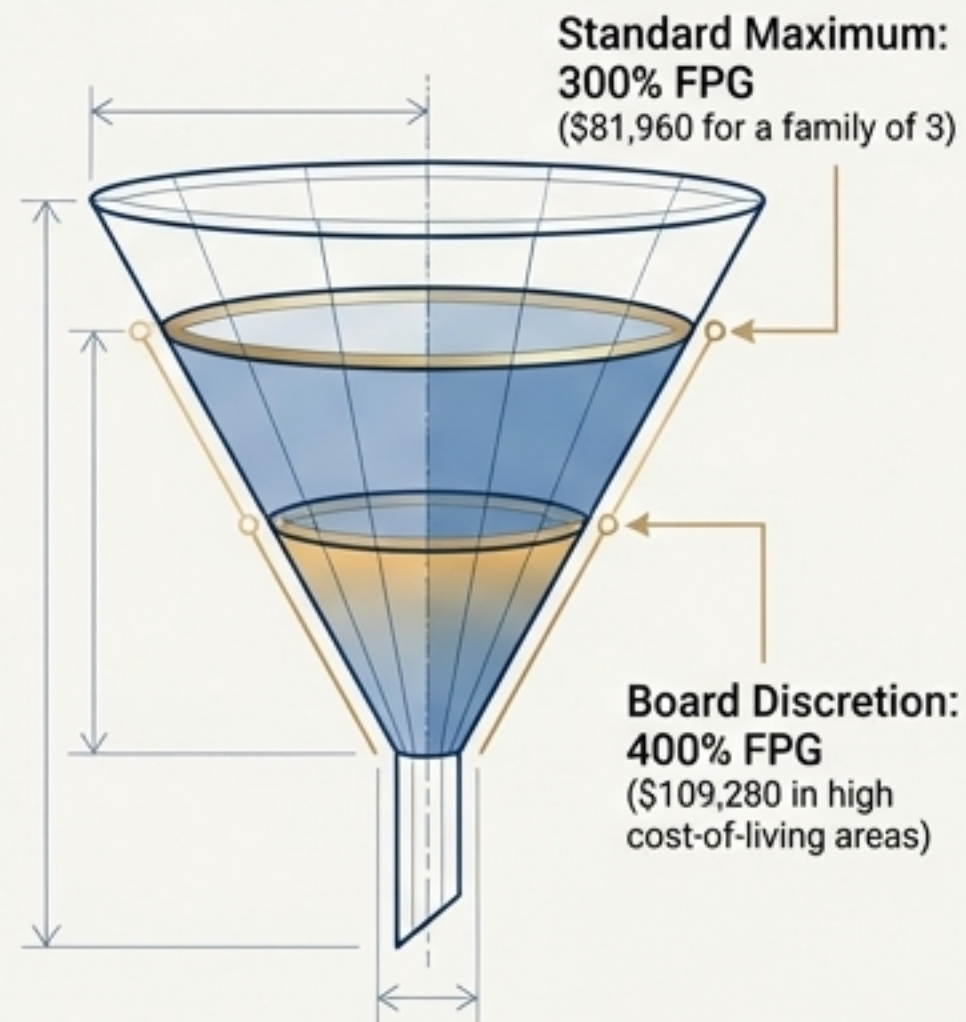 Standard Maximum:
300% FPG
($81,960 for a family of 3)
Board Discretion:
400% FPG
($109,280 in high
cost-of-living areas)